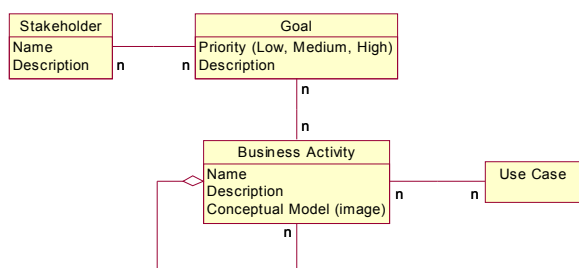 Stakeholder
Name
Description
n
n
Goal
Priority (Low, Medium, High)
Description
n
n
Business Activity
Name
Description
Conceptual Model (image)
n
n
n
Use Case